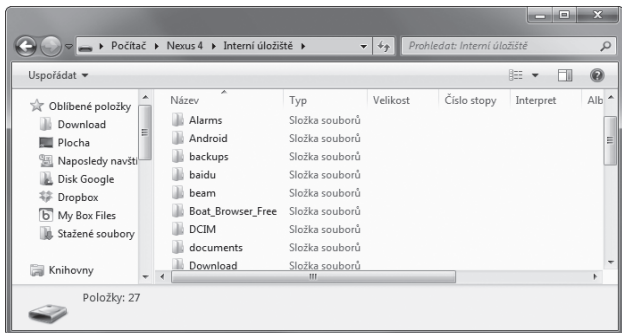 Počítač ▸ Nexus 4 ▸ Interní úložiště ▸ Prohledat: Interní úložiště
Uspořádat
Název Typ Velikost Číslo stopy Interpret Alb
Oblíbené položky
Download
Plocha
Naposledy navští
Disk Google
Dropbox
My Box Files
Stažené soubory
Knihovny
Alarms Složka souborů
Android Složka souborů
backups Složka souborů
baidu Složka souborů
beam Složka souborů
Boat_Browser_Free Složka souborů
DCIM Složka souborů
documents Složka souborů
Download Složka souborů
Položky: 27